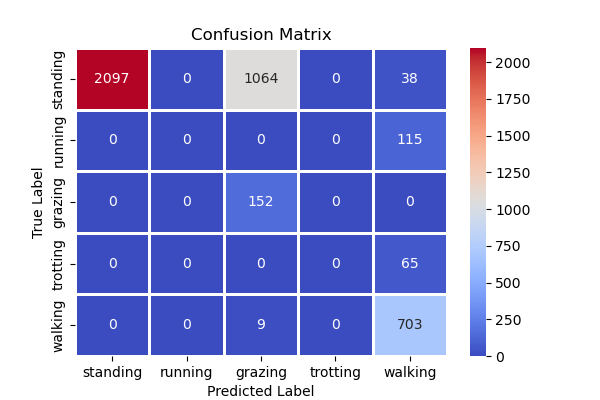 Confusion Matrix
True Label
standing 2097 0 1064 0 38
running 0 0 0 0 115
grazing 0 0 152 0 0
trotting 0 0 0 0 65
walking 0 0 9 0 703
standing running grazing trotting walking
Predicted Label
2000
1750
1500
1250
1000
750
500
250
0